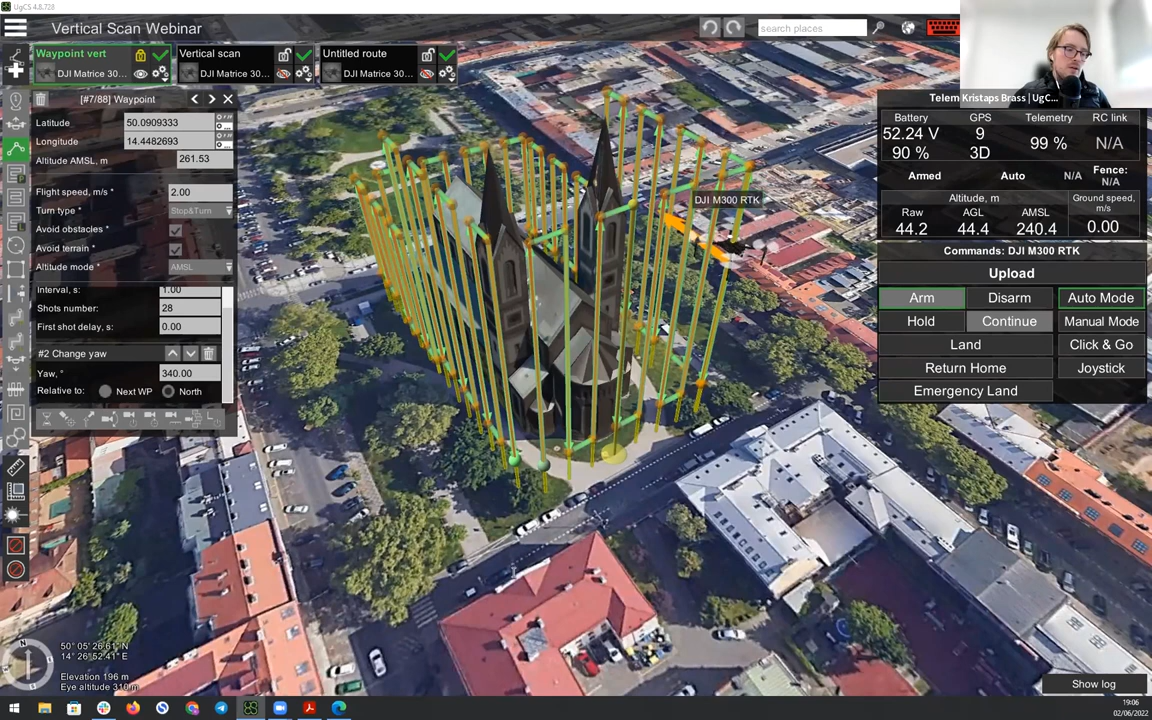 UgCS 4.8.728
Vertical Scan Webinar
search places
Waypoint vert
DJI Matrice 30...
Vertical scan
DJI Matrice 30...
Untitled route
DJI Matrice 30...
[#7/88] Waypoint
Latitude 50.0909333
Longitude 14.4482693
Altitude AMSL, m 261.53
Flight speed, m/s * 2.00
Turn type * Stop&Turn
Avoid obstacles *
Avoid terrain *
Altitude mode * AMSL
Interval, s: 1.00
Shots number: 28
First shot delay, s: 0.00
#2 Change yaw
Yaw, ° 340.00
Relative to: Next WP North
DJI M300 RTK
Telem Kristaps Brass | UgC...
Battery GPS Telemetry RC link
52.24 V 9 99 % N/A
90 % 3D
Armed Auto N/A Fence: N/A
Altitude, m Ground speed, m/s
Raw AGL AMSL
44.2 44.4 240.4 0.00
Commands: DJI M300 RTK
Upload
Arm Disarm Auto Mode
Hold Continue Manual Mode
Land Click & Go
Return Home Joystick
Emergency Land
50° 05' 26.61" N
14° 26' 52.41" E
Elevation 196 m
Eye altitude 310 m
Show log
19:06
02/06/2022